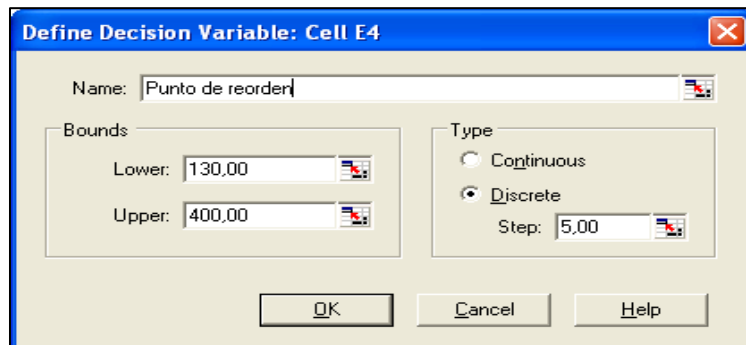 Define Decision Variable: Cell E4
Name: Punto de reorden
Bounds
Lower: 130,00
Upper: 400,00
Type
Continuous
Discrete
Step: 5,00
OK Cancel Help